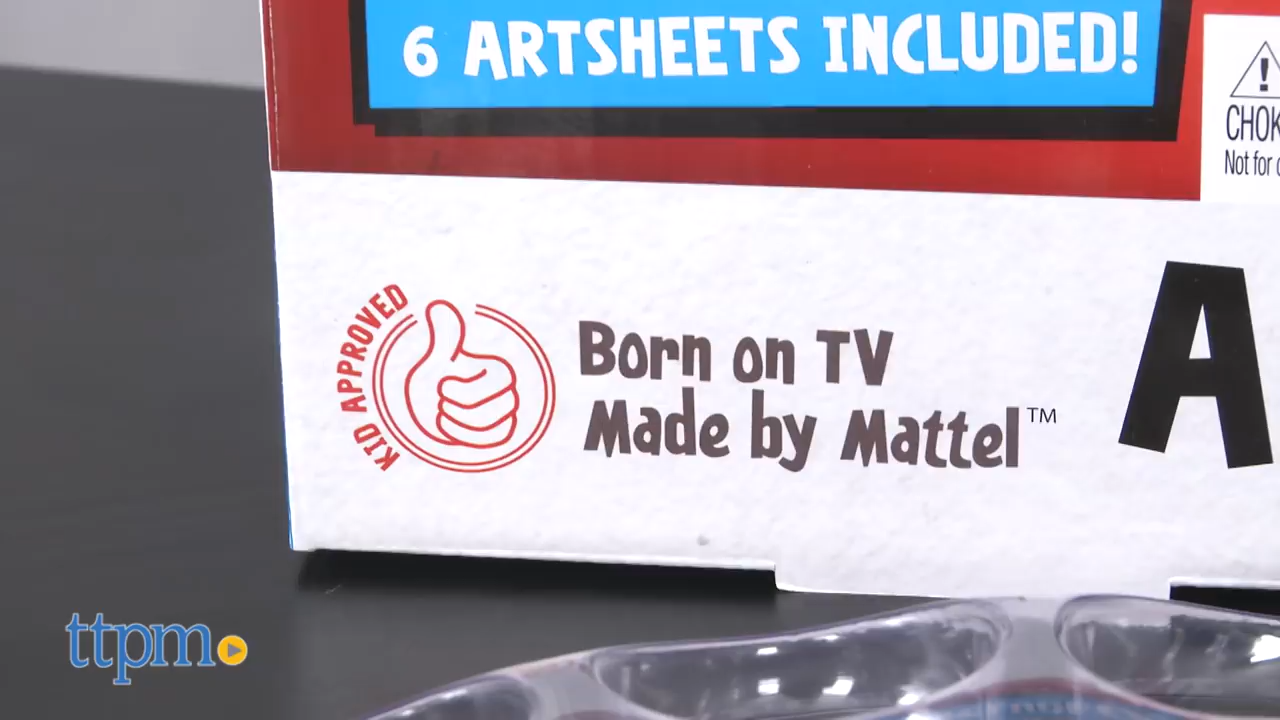 6 ARTSHEETS INCLUDED!
CHOK
Not for
KID APPROVED
Born on TV
Made by Mattel™
A
ttpm